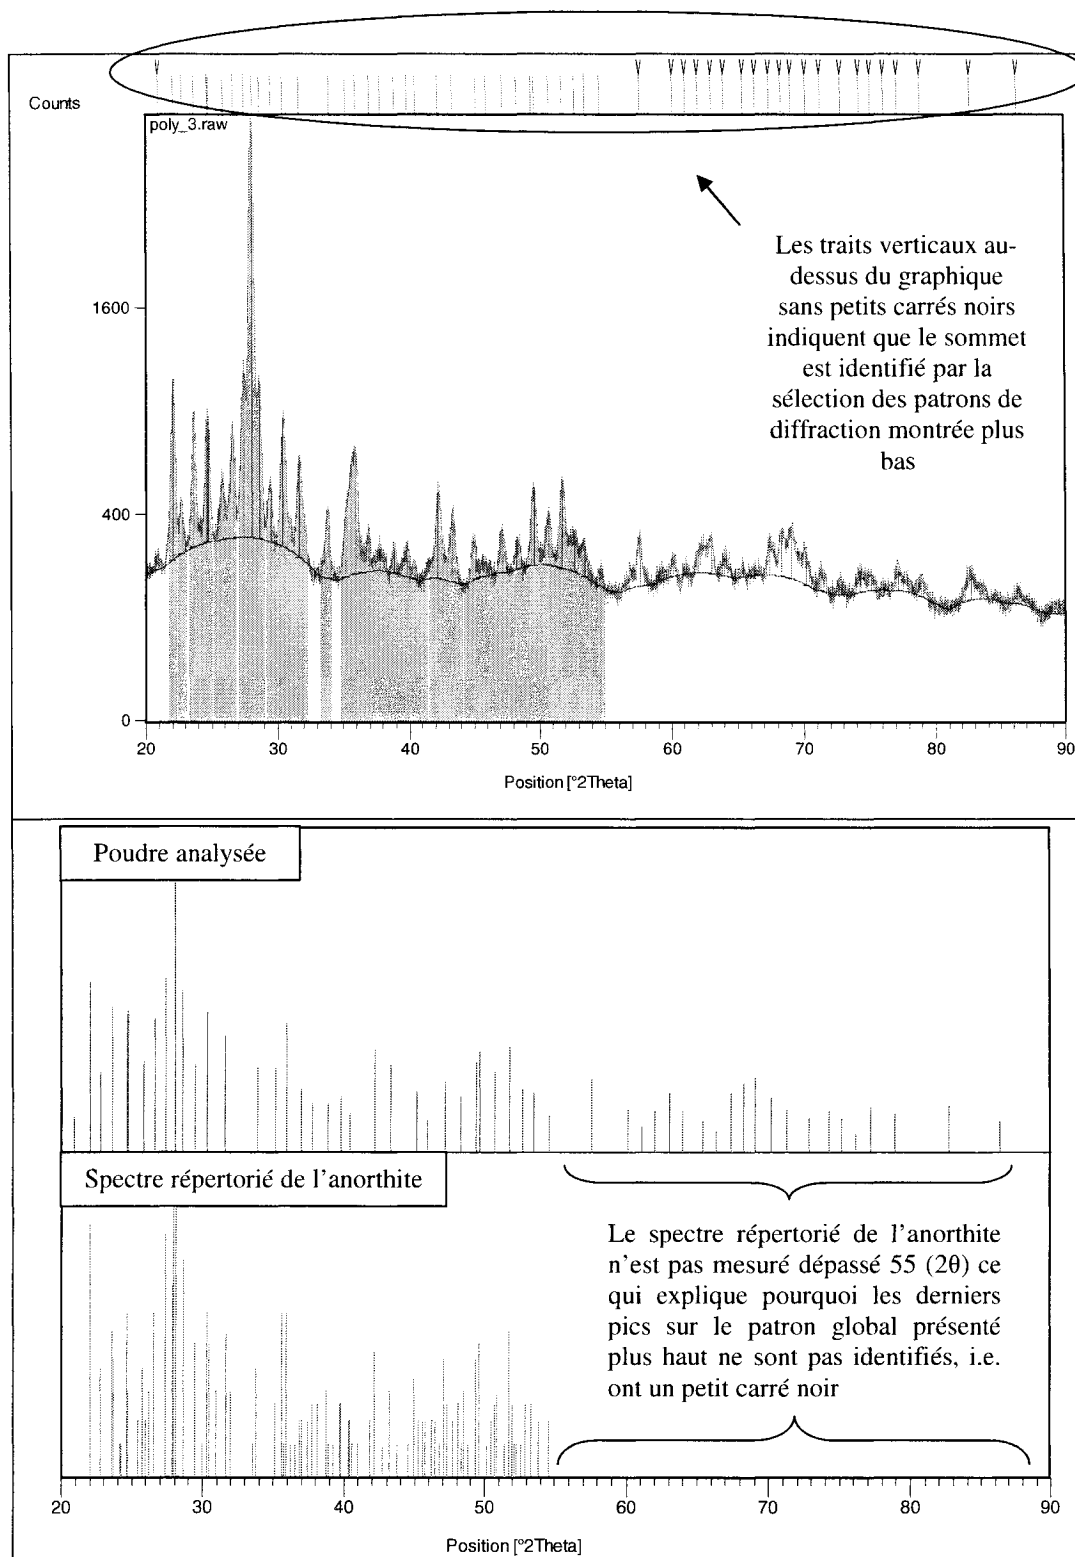 Counts
poly_3.raw
1600
400
0
20 30 40 50 60 70 80 90
Position [°2Theta]
Les traits verticaux au-
dessus du graphique
sans petits carrés noirs
indiquent que le sommet
est identifié par la
sélection des patrons de
diffraction montrée plus
bas
Poudre analysée
Spectre répertorié de l'anorthite
Le spectre répertorié de l'anorthite
n'est pas mesuré dépassé 55 (2θ) ce
qui explique pourquoi les derniers
pics sur le patron global présenté
plus haut ne sont pas identifiés, i.e.
ont un petit carré noir
20 30 40 50 60 70 80 90
Position [°2Theta]